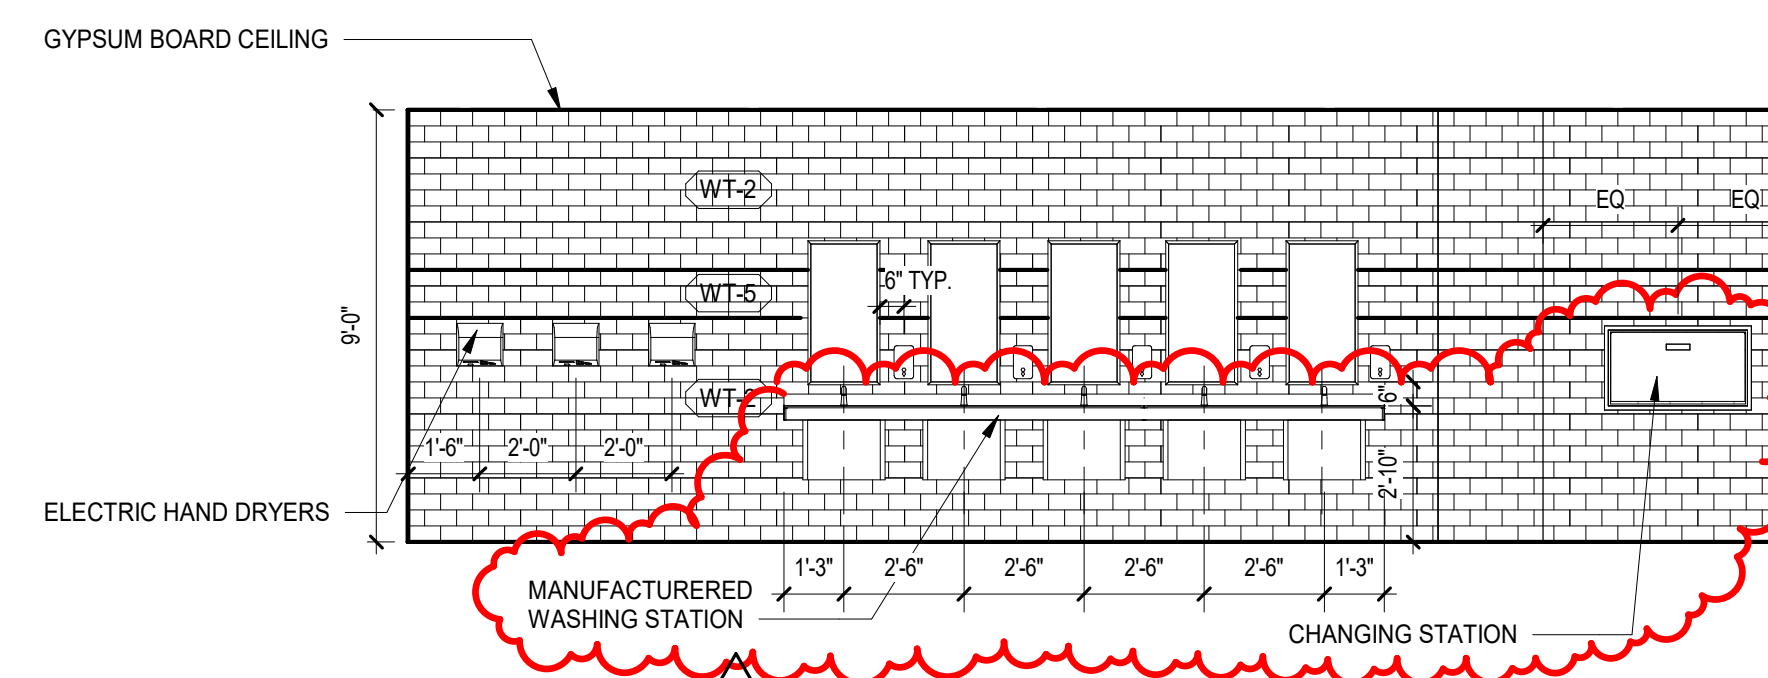 GYPSUM BOARD CEILING
WT-2
EQ
EQ
WT-5
6" TYP.
9'-0"
WT-2
6"
1'-6"
2'-0"
2'-0"
2'-10"
ELECTRIC HAND DRYERS
1'-3"
2'-6"
2'-6"
2'-6"
2'-6"
1'-3"
MANUFACTURERED
WASHING STATION
CHANGING STATION